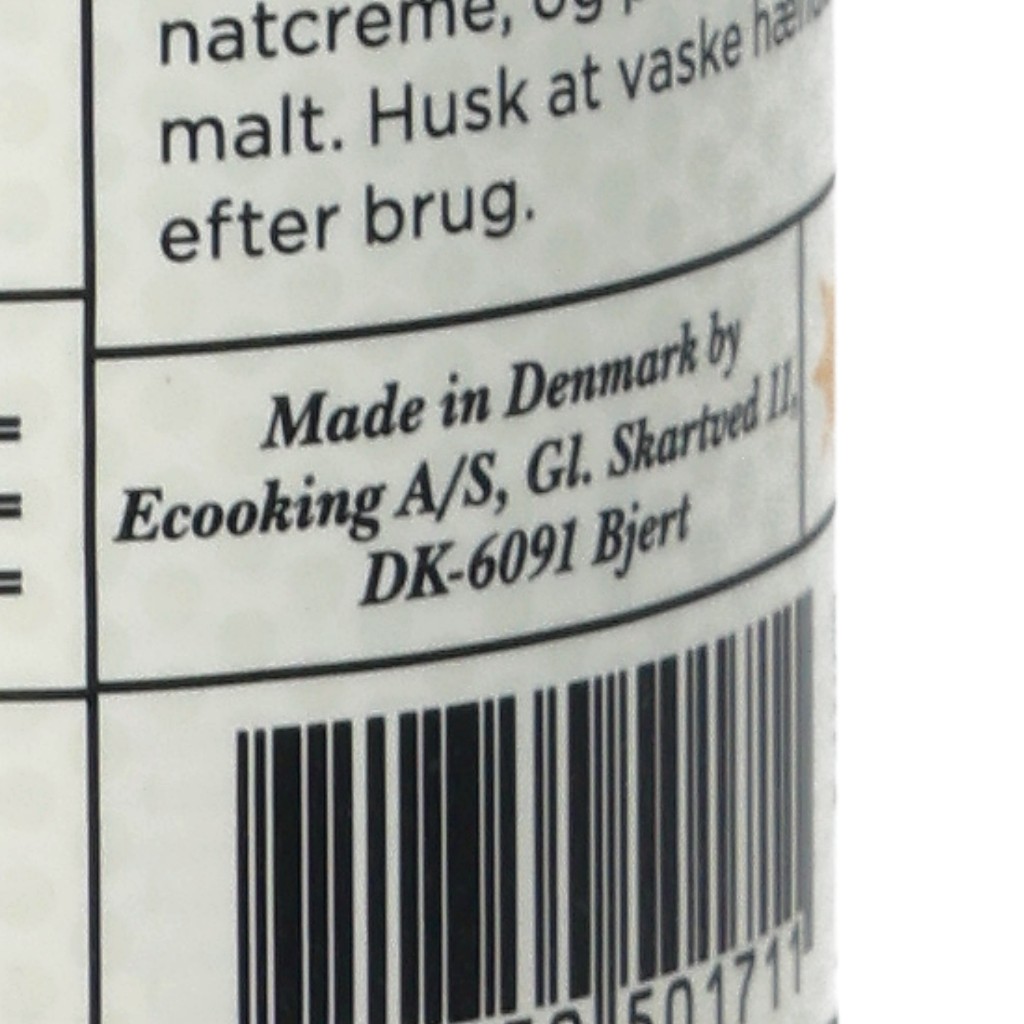 natcreme, og
malt. Husk at vaske
efter brug.
Made in Denmark by
Ecooking A/S, Gl. Skartved 11,
DK-6091 Bjert
501711